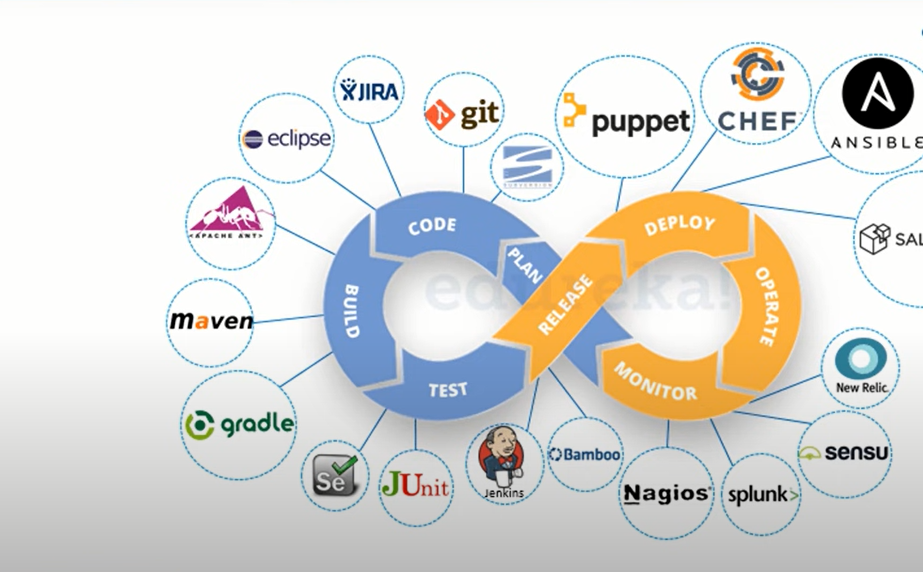 JIRA
git
puppet
CHEF
ANSIBLE
eclipse
SUBVERSION
<APACHE ANT>
CODE
DEPLOY
SAL
PLAN
edureka!
RELEASE
OPERATE
BUILD
maven
TEST
MONITOR
New Relic.
gradle
sensu
Se
JUnit
Jenkins
Bamboo
Nagios®
splunk>